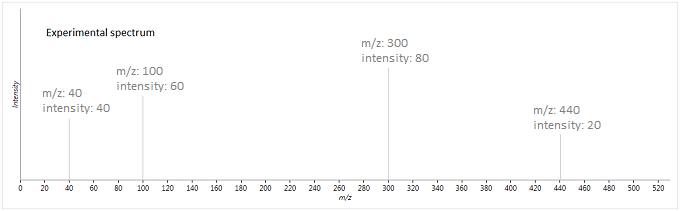 Experimental spectrum
m/z: 300
intensity: 80
m/z: 100
intensity: 60
m/z: 40
intensity: 40
m/z: 440
intensity: 20
Intensity
0 20 40 60 80 100 120 140 160 180 200 220 240 260 280 300 320 340 360 380 400 420 440 460 480 500 520
m/z